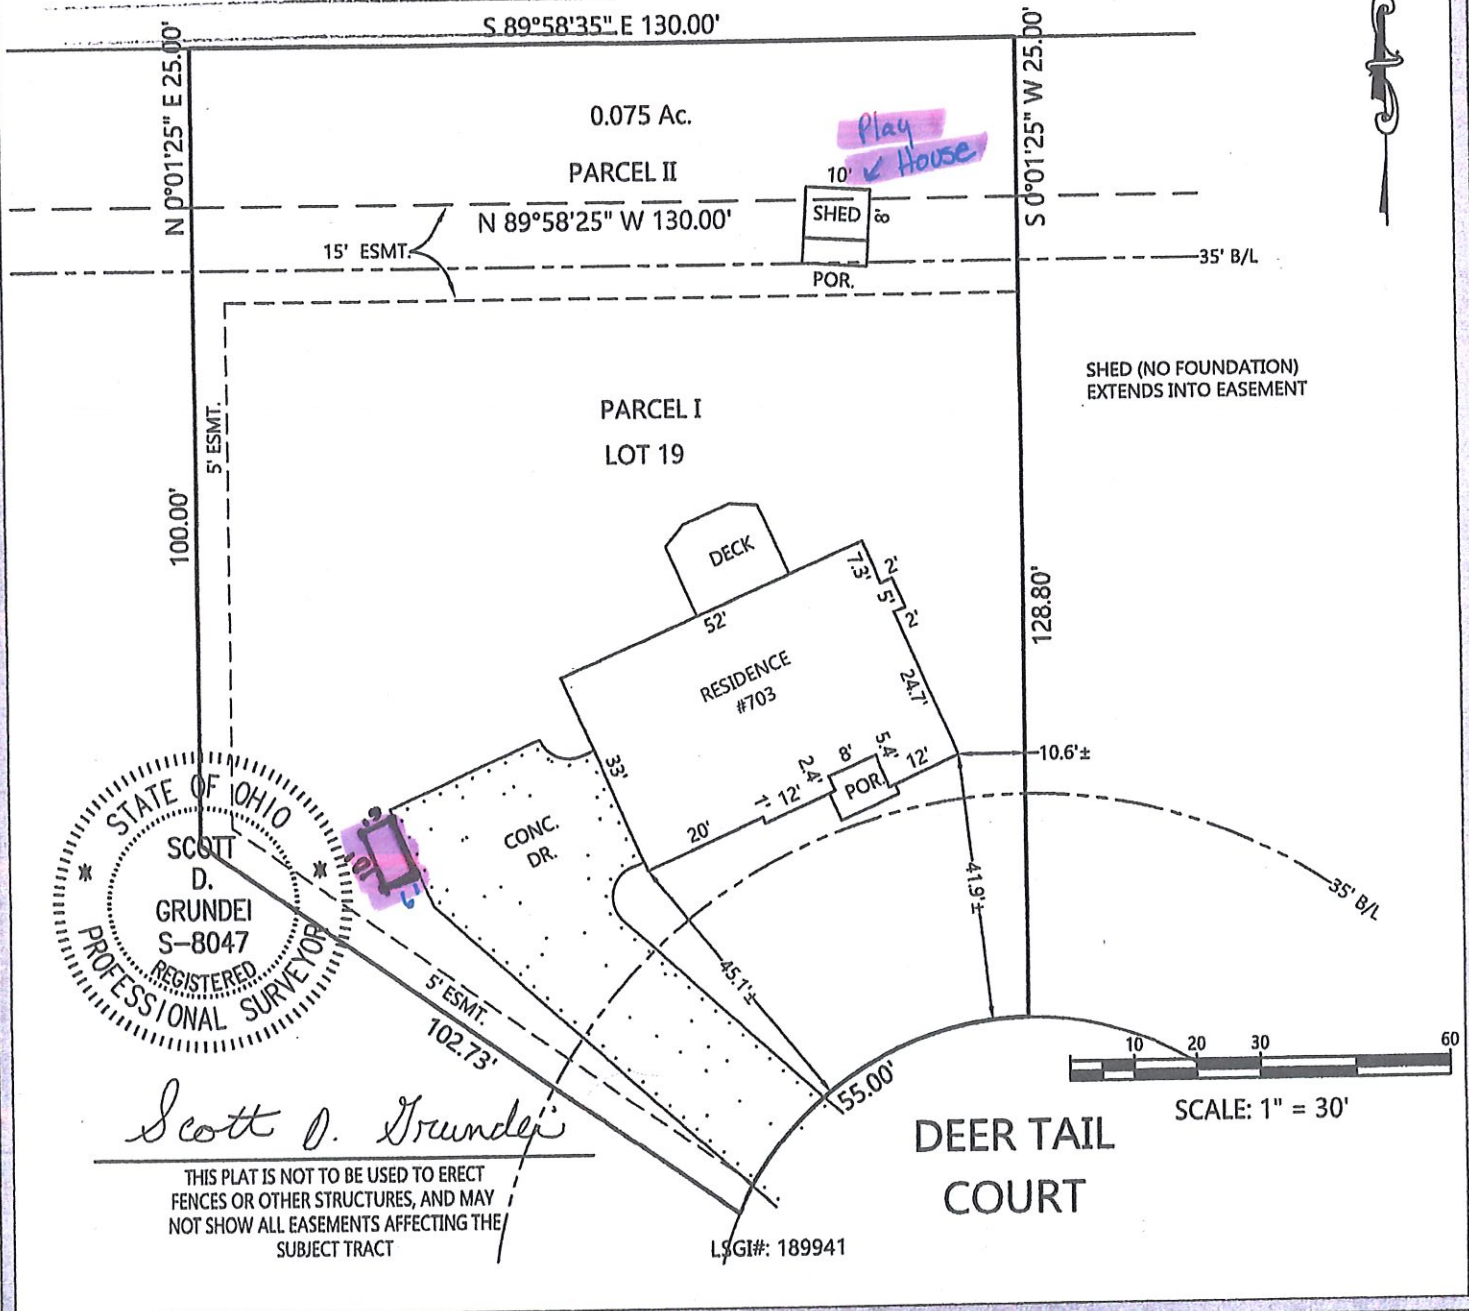 S 89°58'35" E 130.00'
N 0°01'25" E 25.00'
S 0°01'25" W 25.00'
0.075 Ac.
Play
House
PARCEL II
10'
SHED
8'
N 89°58'25" W 130.00'
15' ESMT.
35' B/L
POR.
SHED (NO FOUNDATION)
EXTENDS INTO EASEMENT
5' ESMT.
PARCEL I
LOT 19
100.00'
128.80'
DECK
52'
7.3'
2'
5'
2'
RESIDENCE
#703
24.7'
33'
10.6'±
5.4'
8'
2.4'
12'
POR.
1'
12'
20'
CONC.
DR.
10'
6'
41.9'±
35' B/L
45.1'±
STATE OF OHIO
SCOTT
D.
GRUNDEI
S-8047
REGISTERED
PROFESSIONAL SURVEYOR
5' ESMT.
102.73'
55.00'
10 20 30 60
SCALE: 1" = 30'
DEER TAIL
COURT
Scott D. Grundei
THIS PLAT IS NOT TO BE USED TO ERECT
FENCES OR OTHER STRUCTURES, AND MAY
NOT SHOW ALL EASEMENTS AFFECTING THE
SUBJECT TRACT
LSGI#: 189941